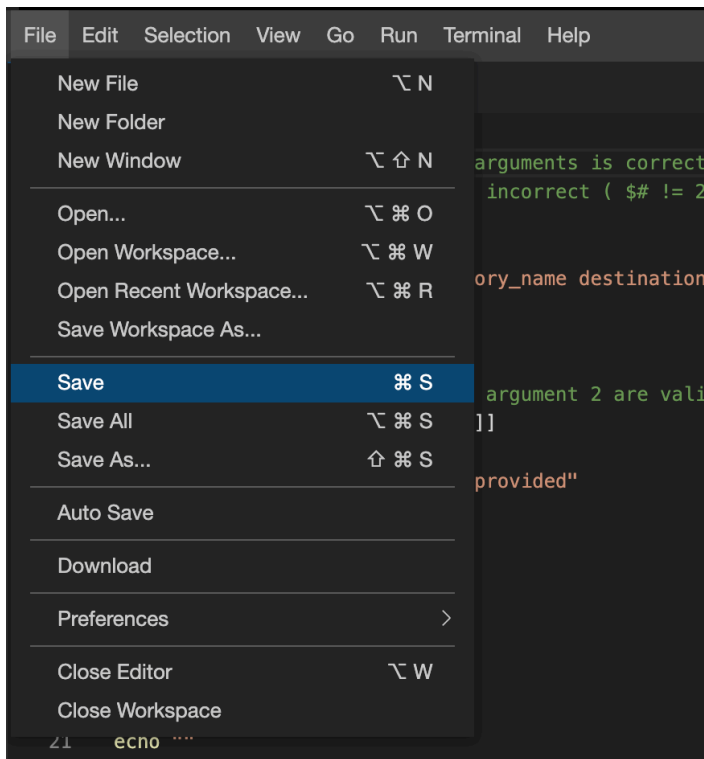 File Edit Selection View Go Run Terminal Help
New File ⌥ N
New Folder
New Window ⌥ ⇧ N
arguments is correct
incorrect ( $# != 2
Open... ⌥ ⌘ O
Open Workspace... ⌥ ⌘ W
ory_name destination
Open Recent Workspace... ⌥ ⌘ R
Save Workspace As...
Save ⌘ S
argument 2 are vali
Save All ⌥ ⌘ S
]]
Save As... ⇧ ⌘ S
provided"
Auto Save
Download
Preferences
Close Editor ⌥ W
Close Workspace
21 echo ""